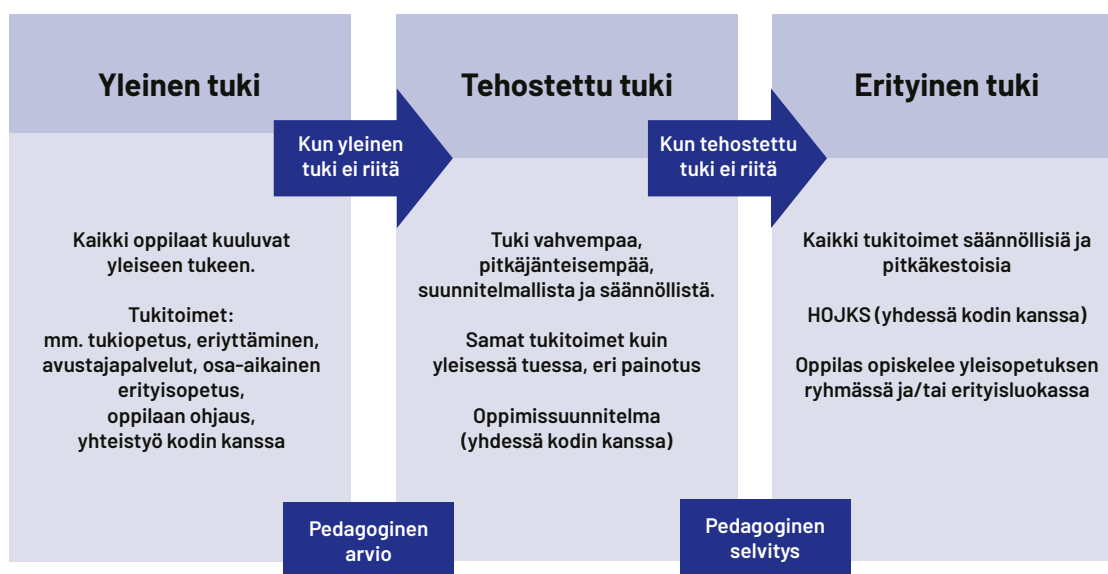 Yleinen tuki
Kaikki oppilaat kuuluvat
yleiseen tukeen.
Tukitoimet:
mm. tukiopetus, eriyttäminen,
avustajapalvelut, osa-aikainen
erityisopetus,
oppilaan ohjaus,
yhteistyö kodin kanssa
Kun yleinen
tuki ei riitä
Pedagoginen
arvio
Tehostettu tuki
Tuki vahvempaa,
pitkäjänteisempää,
suunnitelmallista ja säännöllistä.
Samat tukitoimet kuin
yleisessä tuessa, eri painotus
Oppimissuunnitelma
(yhdessä kodin kanssa)
Kun tehostettu
tuki ei riitä
Pedagoginen
selvitys
Erityinen tuki
Kaikki tukitoimet säännöllisiä ja
pitkäkestoisia
HOJKS (yhdessä kodin kanssa)
Oppilas opiskelee yleisopetuksen
ryhmässä ja/tai erityisluokassa